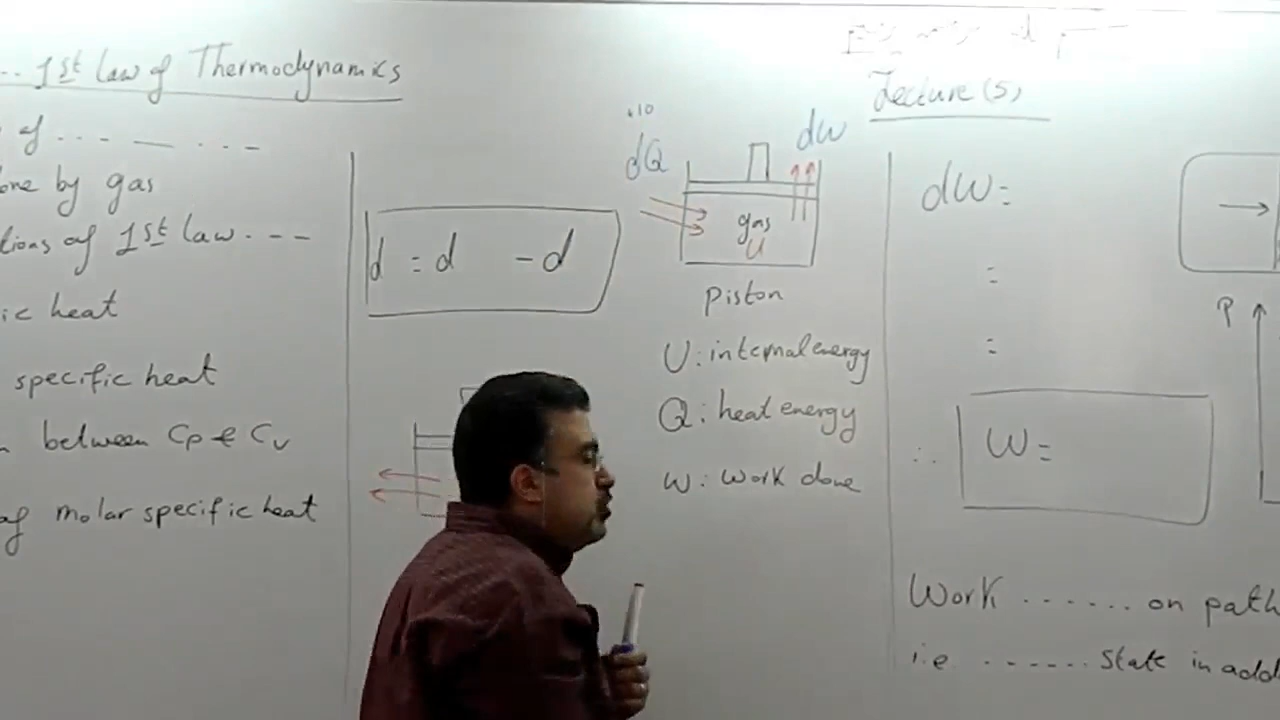 ... 1st law of Thermodynamics
of ... — ...
one by gas
tions of 1st law ---
ic heat
specific heat
between Cp & Cv
of molar specific heat
d = d - d
+10
dQ
dW
gas
U
Piston
U: internal energy
Q: heat energy
W: Work done
Lecture (5)
dW=
=
=
∴ W=
P
Work ....... on path
i.e. ....... State in add